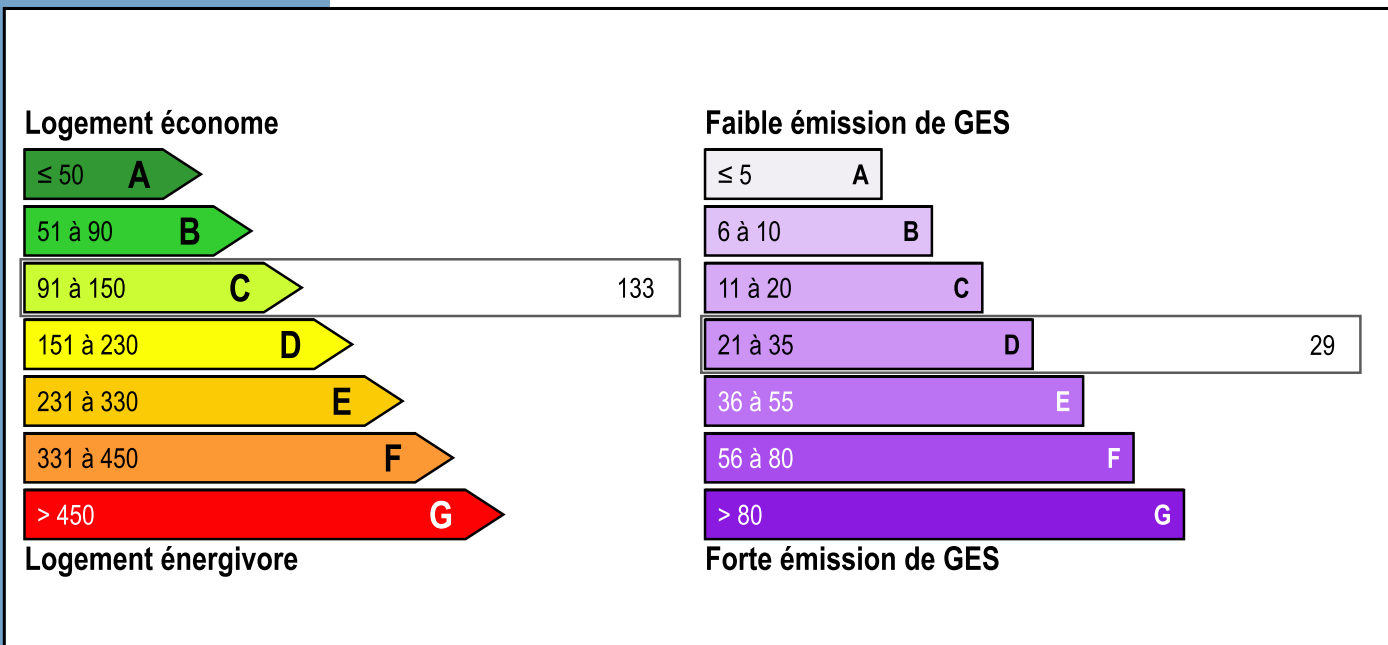 Logement économe
≤ 50 A
51 à 90 B
91 à 150 C 133
151 à 230 D
231 à 330 E
331 à 450 F
> 450 G
Logement énergivore
Faible émission de GES
≤ 5 A
6 à 10 B
11 à 20 C
21 à 35 D 29
36 à 55 E
56 à 80 F
> 80 G
Forte émission de GES